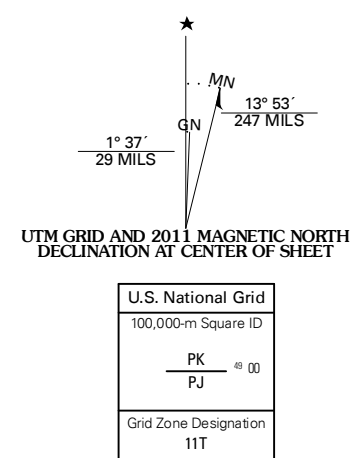 ★
MN
GN
13° 53´
247 MILS
1° 37´
29 MILS
UTM GRID AND 2011 MAGNETIC NORTH
DECLINATION AT CENTER OF SHEET
U.S. National Grid
100,000-m Square ID
PK
49 00
PJ
Grid Zone Designation
11T